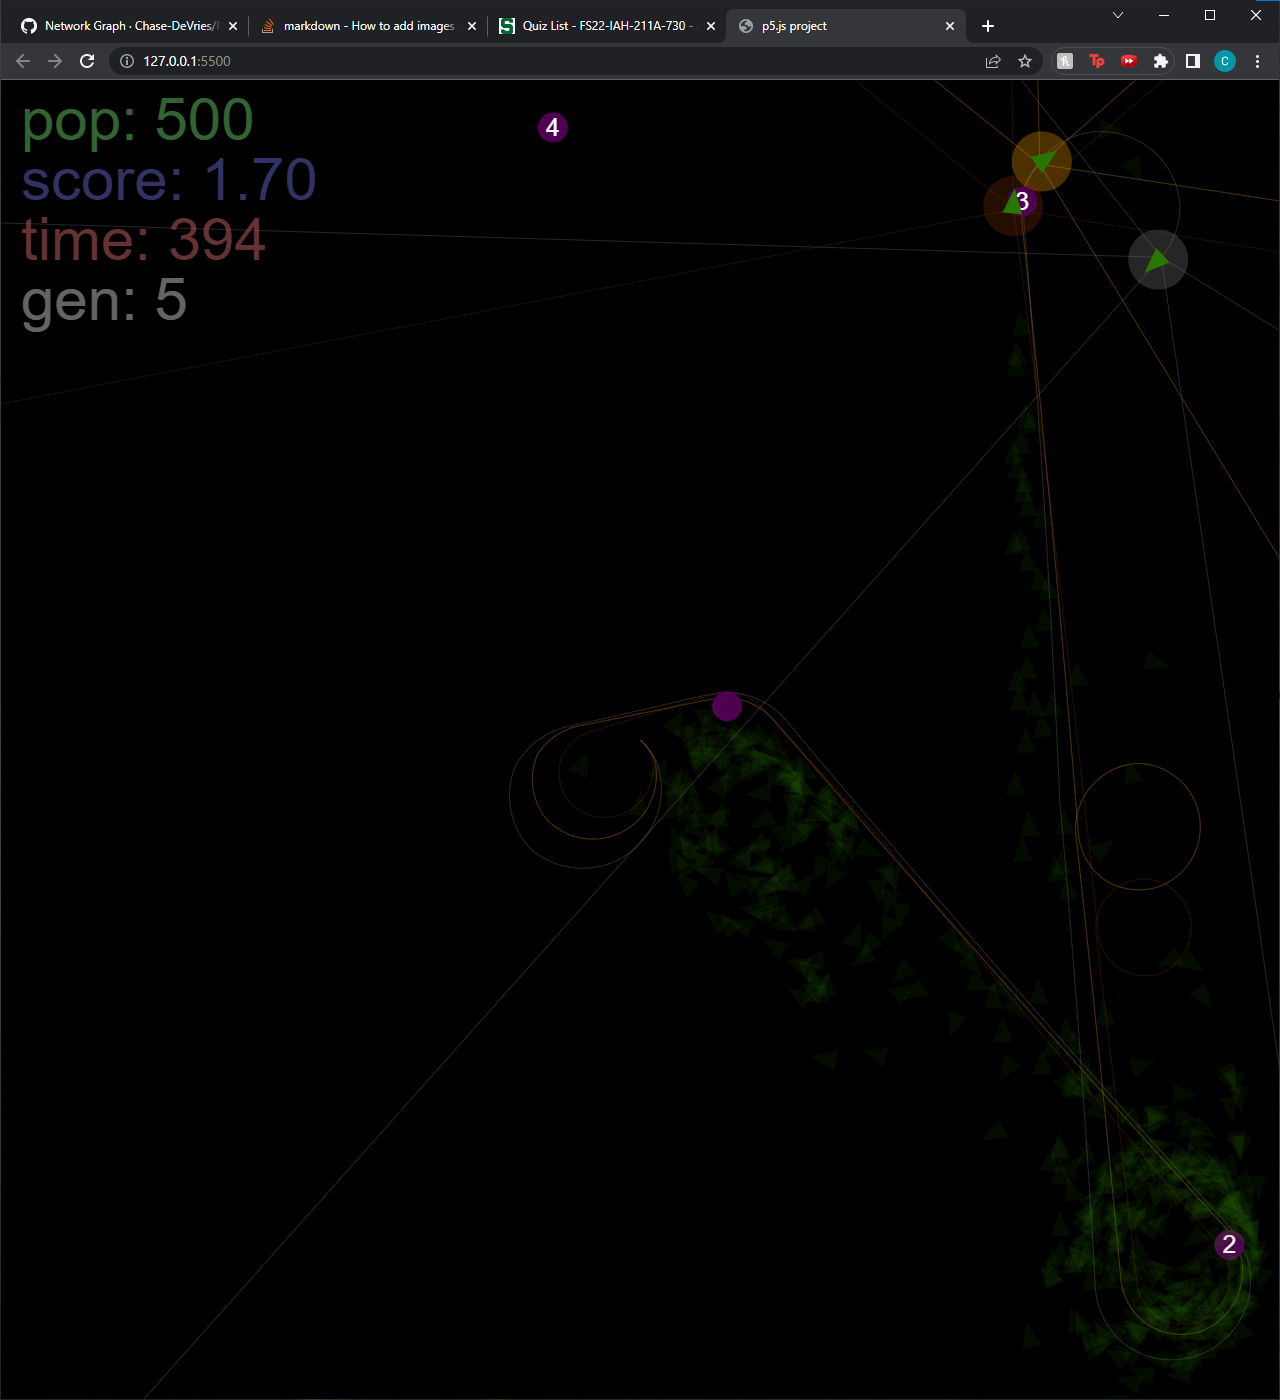 Network Graph · Chase-DeVries/
markdown - How to add images
Quiz List - FS22-IAH-211A-730 -
p5.js project
127.0.0.1:5500
Tp
C
pop: 500
score: 1.70
time: 394
gen: 5
4
3
2